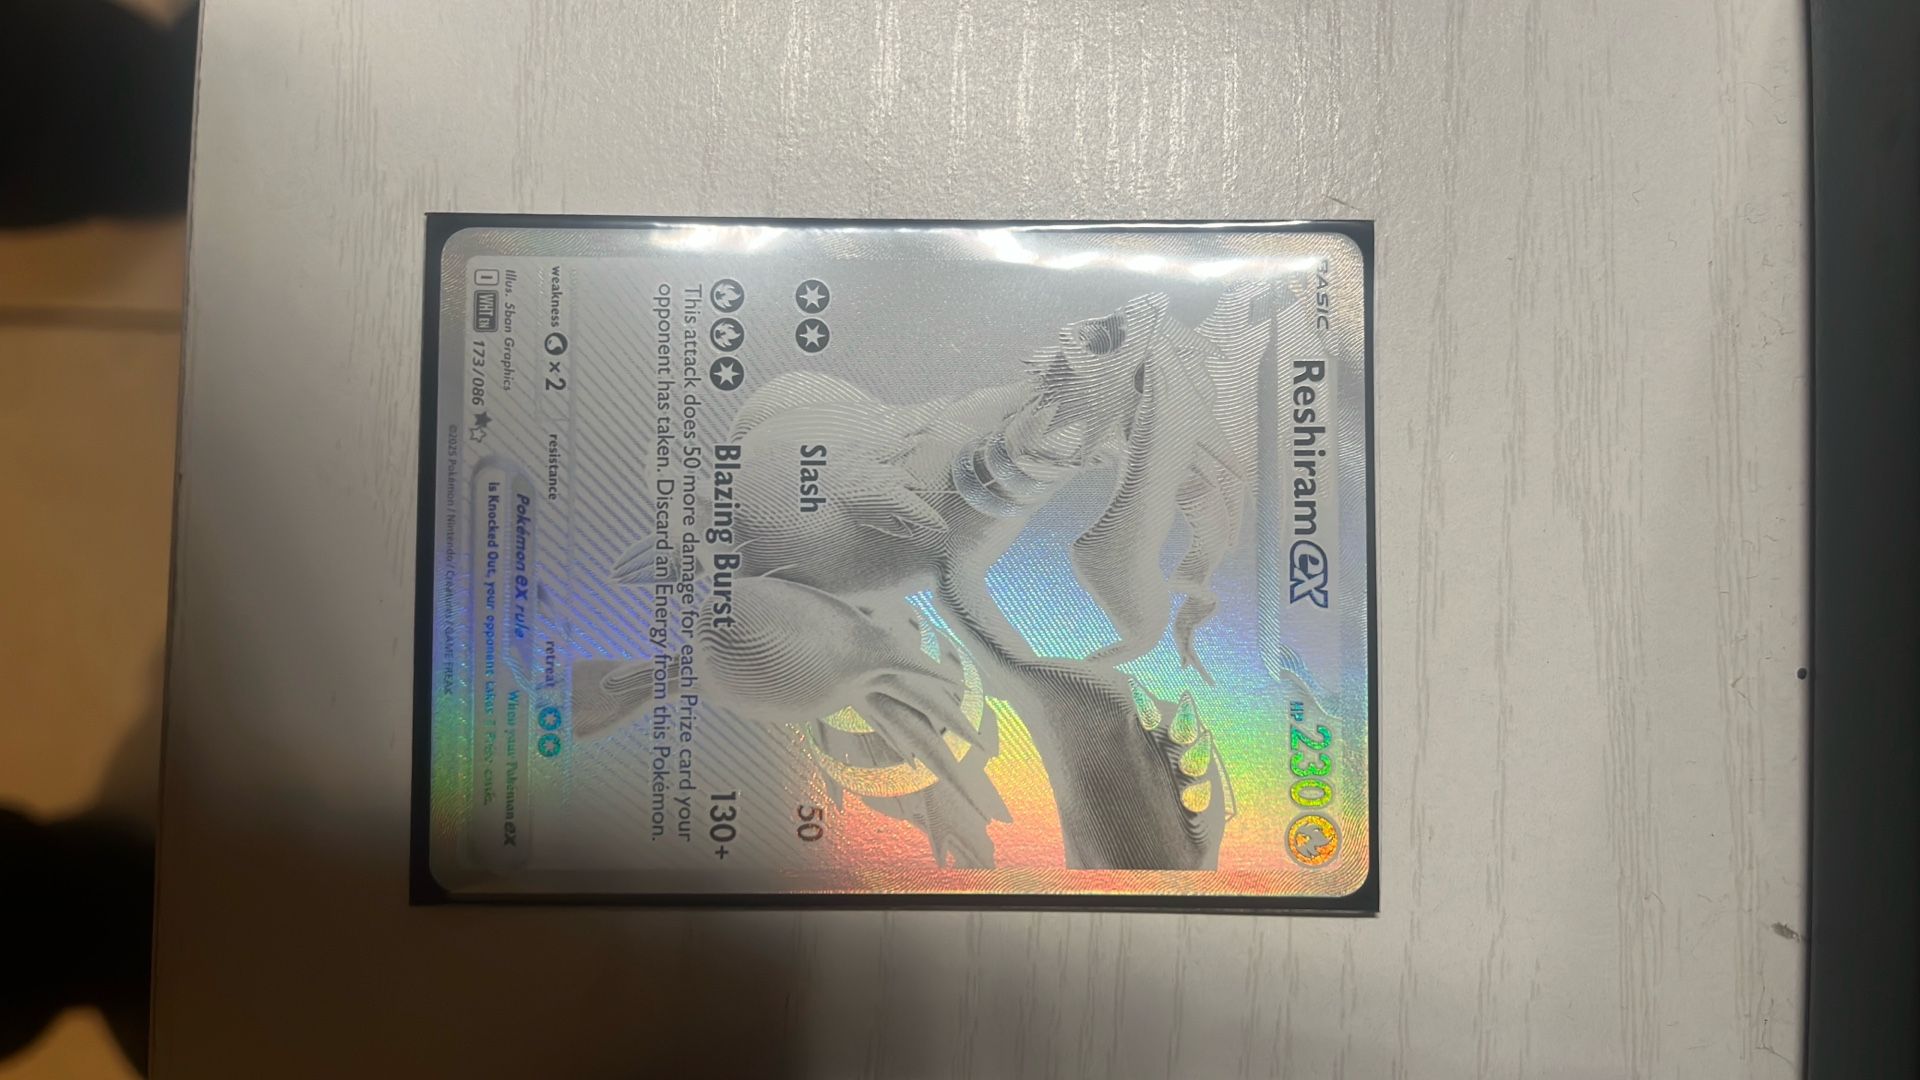 BASIC
Reshiram ex HP 230
Slash 50
Blazing Burst 130+
This attack does 50 more damage for each Prize card your
opponent has taken. Discard an Energy from this Pokémon.
weakness ×2 resistance retreat
Illus. 5ban Graphics
Pokémon ex rule When your Pokémon ex
is Knocked Out, your opponent takes 2 Prize cards.
I WHT EN 173/086
©2025 Pokémon / Nintendo / Creatures / GAME FREAK